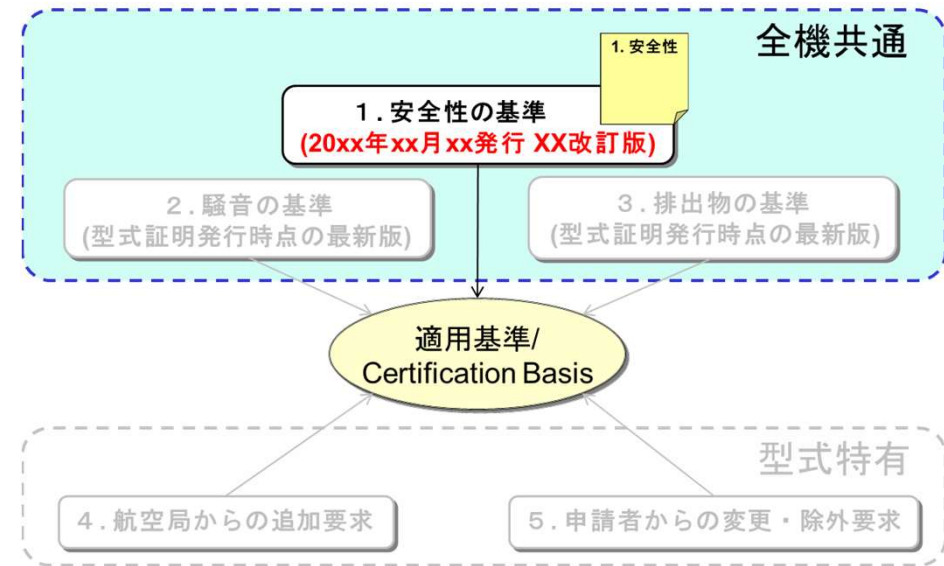 全機共通
1. 安全性
1.安全性の基準
(20xx年xx月xx発行 XX改訂版)
2.騒音の基準
(型式証明発行時点の最新版)
3.排出物の基準
(型式証明発行時点の最新版)
適用基準/
Certification Basis
型式特有
4.航空局からの追加要求
5.申請者からの変更・除外要求